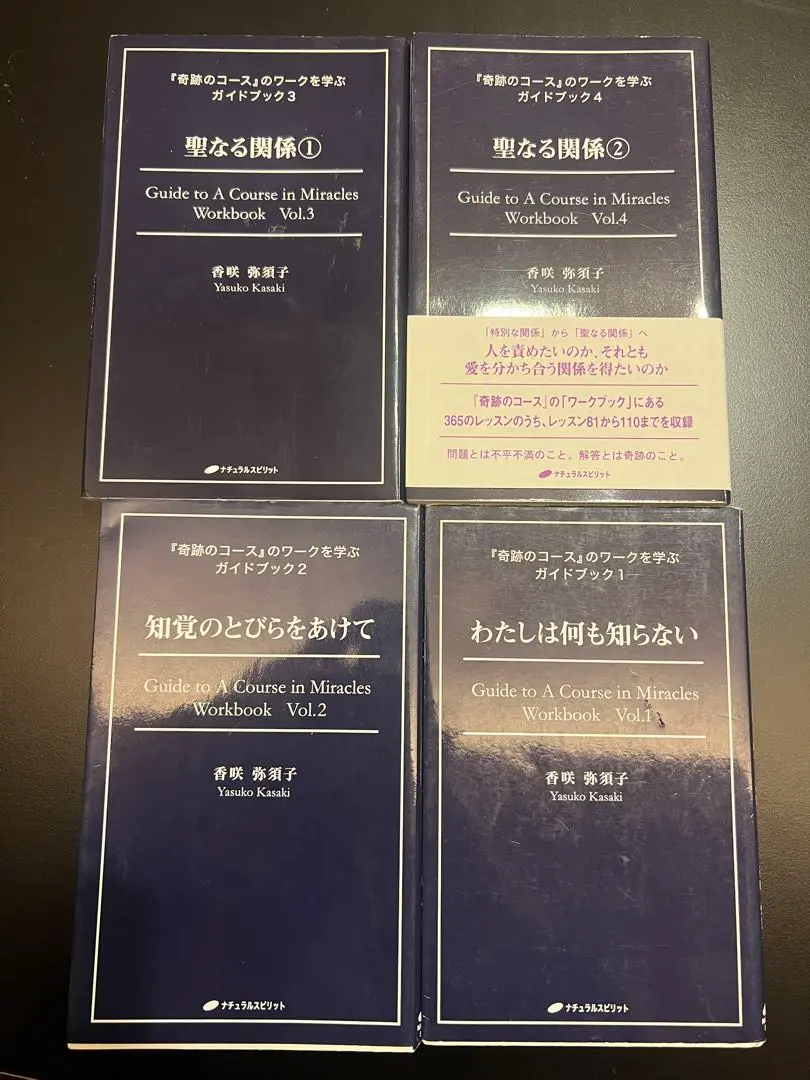 『奇跡のコース』のワークを学ぶ
ガイドブック3
聖なる関係①
Guide to A Course in Miracles
Workbook Vol.3
香咲 弥須子
Yasuko Kasaki
ナチュラルスピリット
『奇跡のコース』のワークを学ぶ
ガイドブック4
聖なる関係②
Guide to A Course in Miracles
Workbook Vol.4
香咲 弥須子
Yasuko Kasaki
「特別な関係」から「聖なる関係」へ
人を責めたいのか、それとも
愛を分かち合う関係を得たいのか
『奇跡のコース』の「ワークブック」にある
365のレッスンのうち、レッスン81から110までを収録
問題とは不平不満のこと。解答とは奇跡のこと。
ナチュラルスピリット
『奇跡のコース』のワークを学ぶ
ガイドブック2
知覚のとびらをあけて
Guide to A Course in Miracles
Workbook Vol.2
香咲 弥須子
Yasuko Kasaki
ナチュラルスピリット
『奇跡のコース』のワークを学ぶ
ガイドブック1
わたしは何も知らない
Guide to A Course in Miracles
Workbook Vol.1
香咲 弥須子
Yasuko Kasaki
ナチュラルスピリット